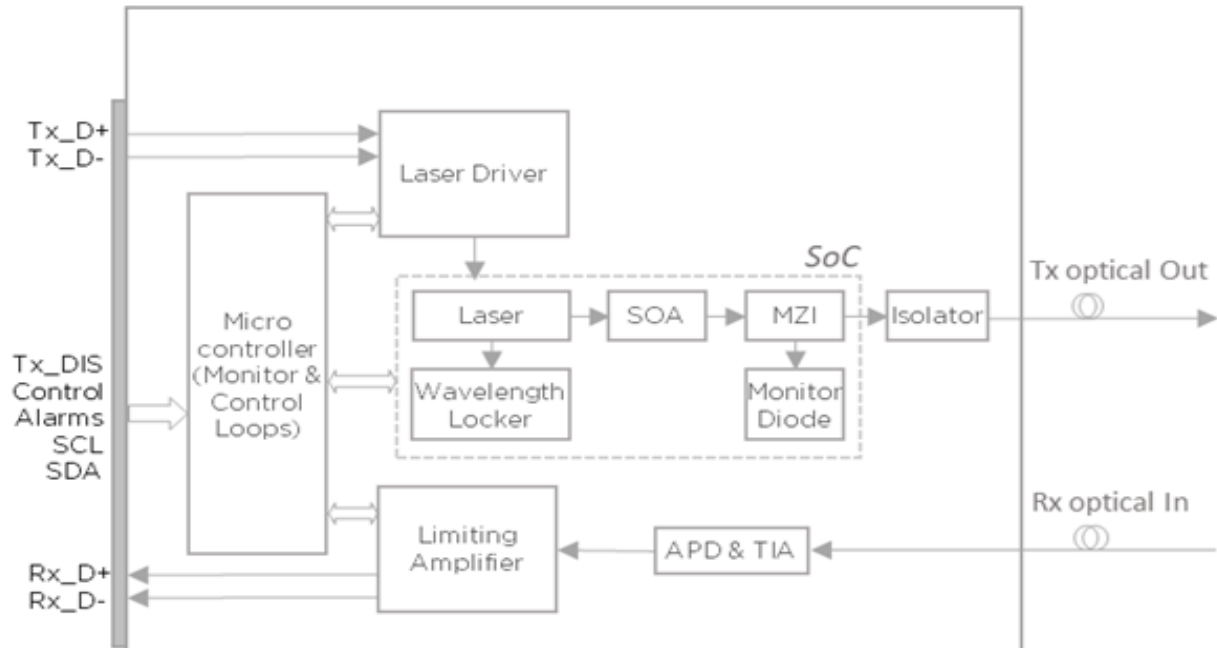 Tx_D+
Tx_D-
Laser Driver
SoC
Tx optical Out
Laser
SOA
MZI
Isolator
Micro
controller
(Monitor &
Control
Loops)
Wavelength
Locker
Monitor
Diode
Tx_DIS
Control
Alarms
SCL
SDA
Rx optical In
Limiting
Amplifier
APD & TIA
Rx_D+
Rx_D-